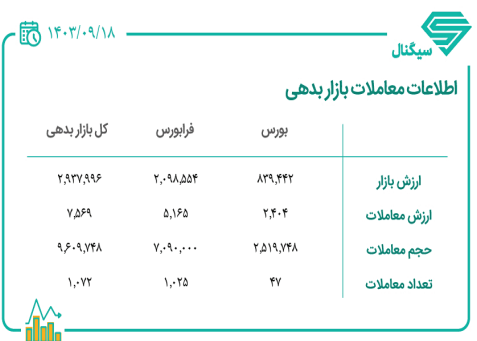 ۱۴۰۳/۰۹/۱۸
سیگنال
اطلاعات معاملات بازار بدهی
بورس فرابورس کل بازار بدهی
ارزش بازار ۸۳۹,۴۴۲ ۲,۰۹۸,۵۵۴ ۲,۹۳۷,۹۹۶
ارزش معاملات ۲,۴۰۴ ۵,۱۶۵ ۷,۵۶۹
حجم معاملات ۲,۵۱۹,۷۴۸ ۷,۰۹۰,۰۰۰ ۹,۶۰۹,۷۴۸
تعداد معاملات ۴۷ ۱,۰۲۵ ۱,۰۷۲